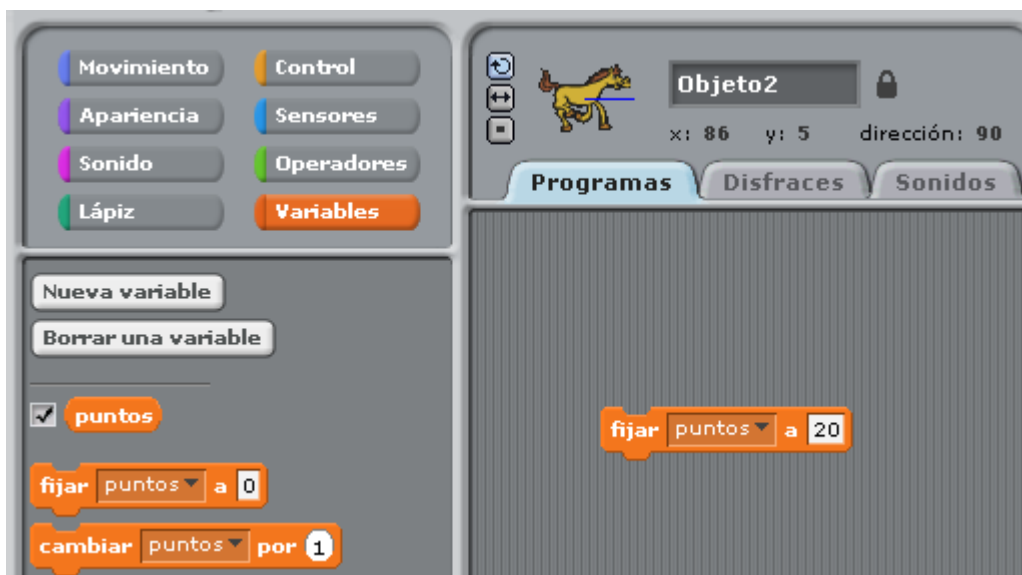 Movimiento Control
Apariencia Sensores
Sonido Operadores
Lápiz Variables
Nueva variable
Borrar una variable
puntos
fijar puntos a 0
cambiar puntos por 1
Objeto2
x: 86 y: 5 dirección: 90
Programas Disfraces Sonidos
fijar puntos a 20